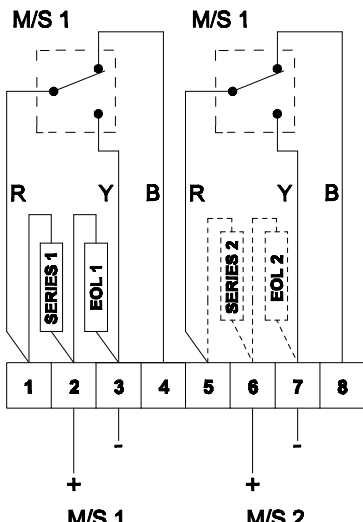 M/S 1 M/S 1
R Y B R Y B
SERIES 1 EOL 1 SERIES 2 EOL 2
1 2 3 4 5 6 7 8
- -
+ +
M/S 1 M/S 2